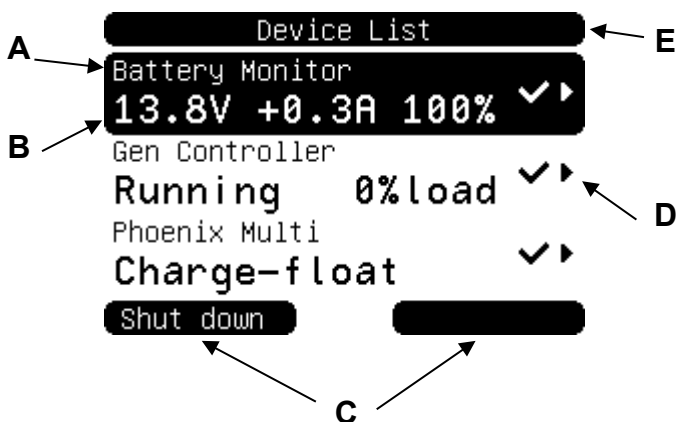 Device List
E
A
Battery Monitor
13.8V +0.3A 100%
B
Gen Controller
Running 0%load
D
Phoenix Multi
Charge-float
Shut down
C